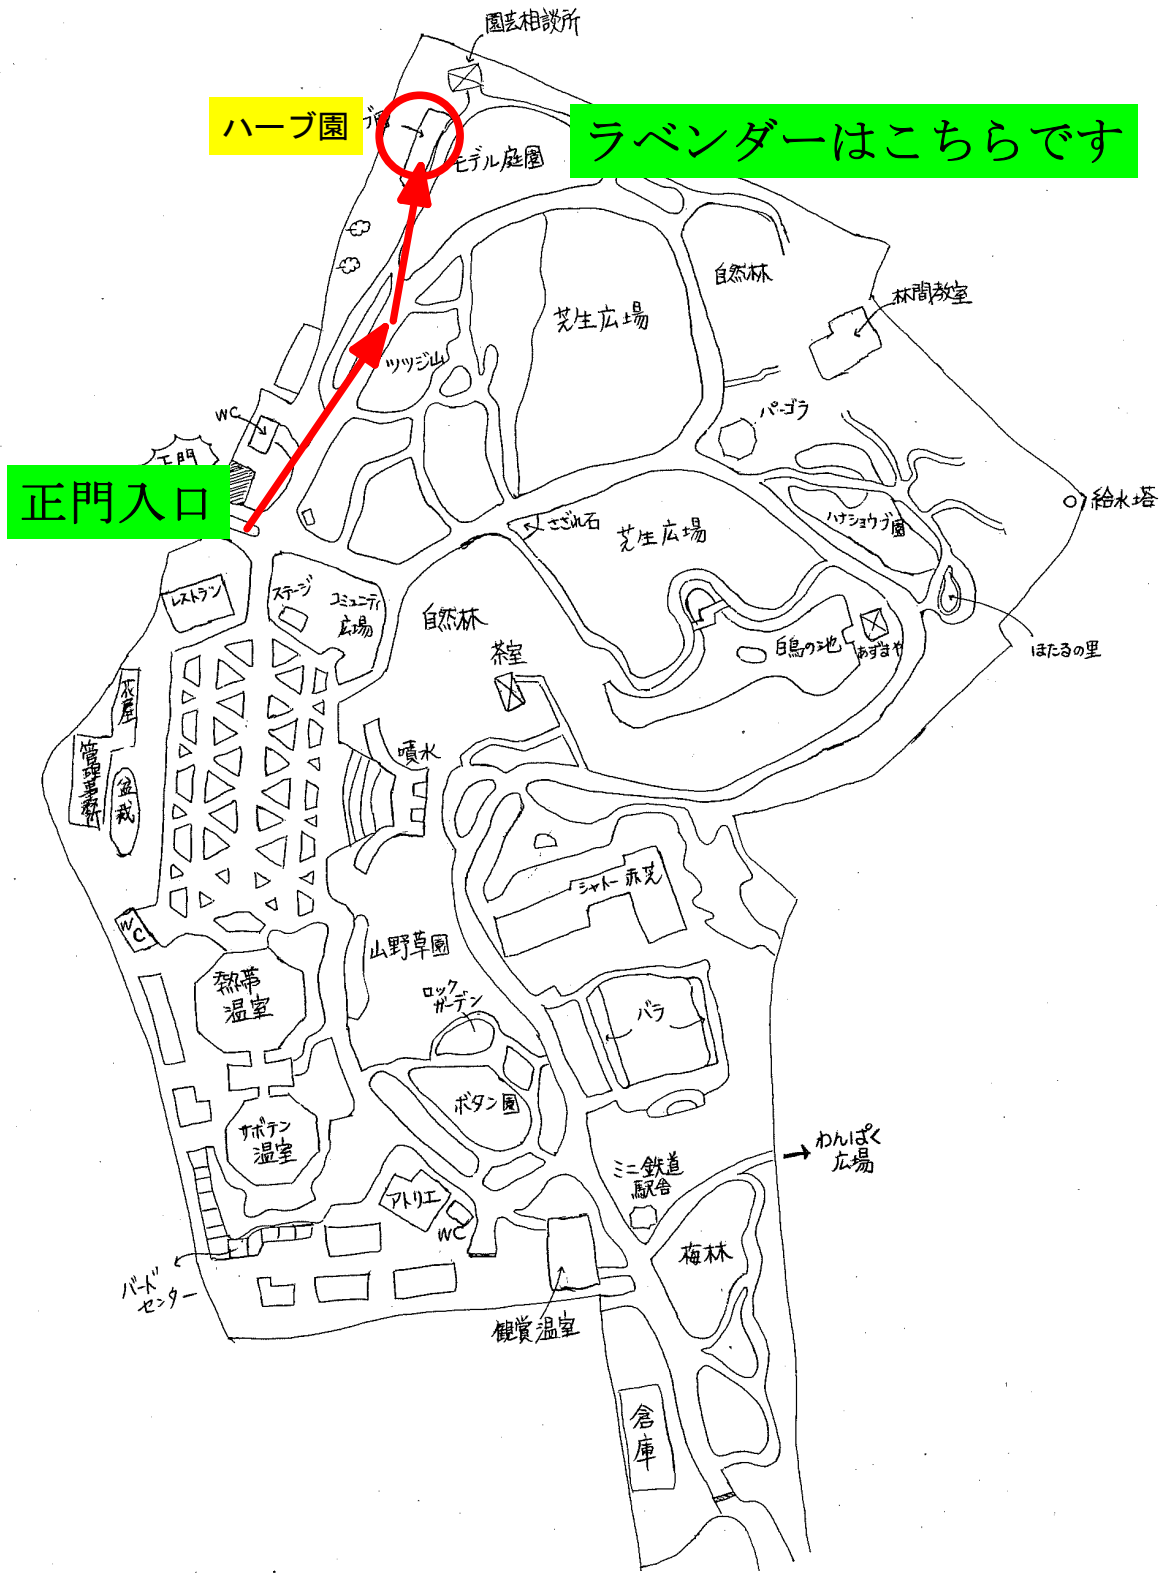 園芸相談所
ハーブ園
ラベンダーはこちらです
モデル庭園
自然林
林間教室
芝生広場
ツツジ山
パーゴラ
WC
正門
正門入口
給水塔
さざれ石
芝生広場
ハナショウブ園
レストラン
ステージ
コミュニティ
広場
自然林
茶室
白鳥の池
あずまや
ほたるの里
花屋
管理事務所
盆栽
噴水
シャトー赤芝
WC
山野草園
熱帯
温室
ロック
ガーデン
バラ
ボタン園
サボテン
温室
わんぱく
広場
ミニ鉄道
駅舎
アトリエ
WC
梅林
バード
センター
観賞温室
倉庫